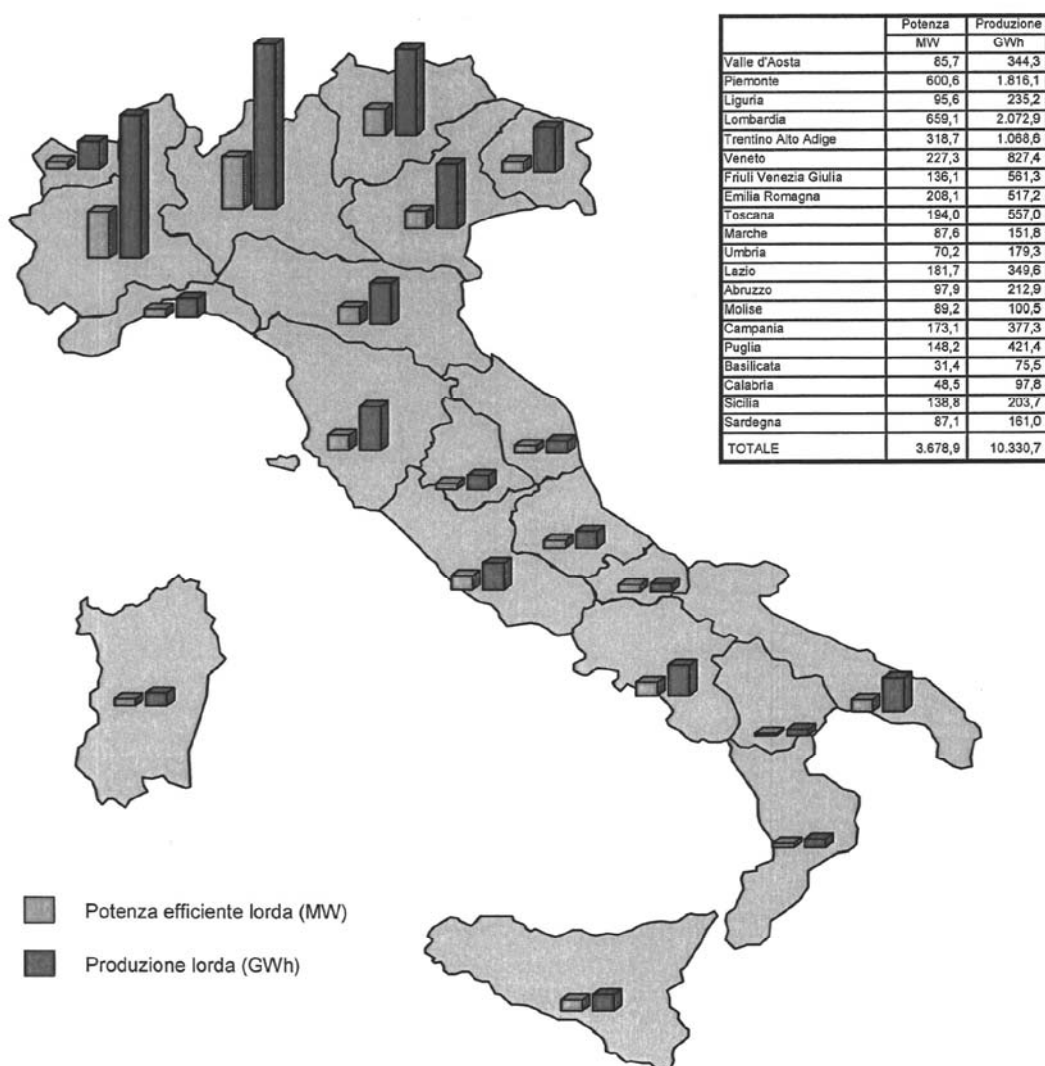 Potenza Produzione
MW GWh
Valle d'Aosta 85,7 344,3
Piemonte 600,6 1.816,1
Liguria 95,6 235,2
Lombardia 659,1 2.072,9
Trentino Alto Adige 318,7 1.068,6
Veneto 227,3 827,4
Friuli Venezia Giulia 136,1 561,3
Emilia Romagna 208,1 517,2
Toscana 194,0 557,0
Marche 87,6 151,8
Umbria 70,2 179,3
Lazio 181,7 349,6
Abruzzo 97,9 212,9
Molise 89,2 100,5
Campania 173,1 377,3
Puglia 148,2 421,4
Basilicata 31,4 75,5
Calabria 48,5 97,8
Sicilia 138,8 203,7
Sardegna 87,1 161,0
TOTALE 3.678,9 10.330,7
Potenza efficiente lorda (MW)
Produzione lorda (GWh)